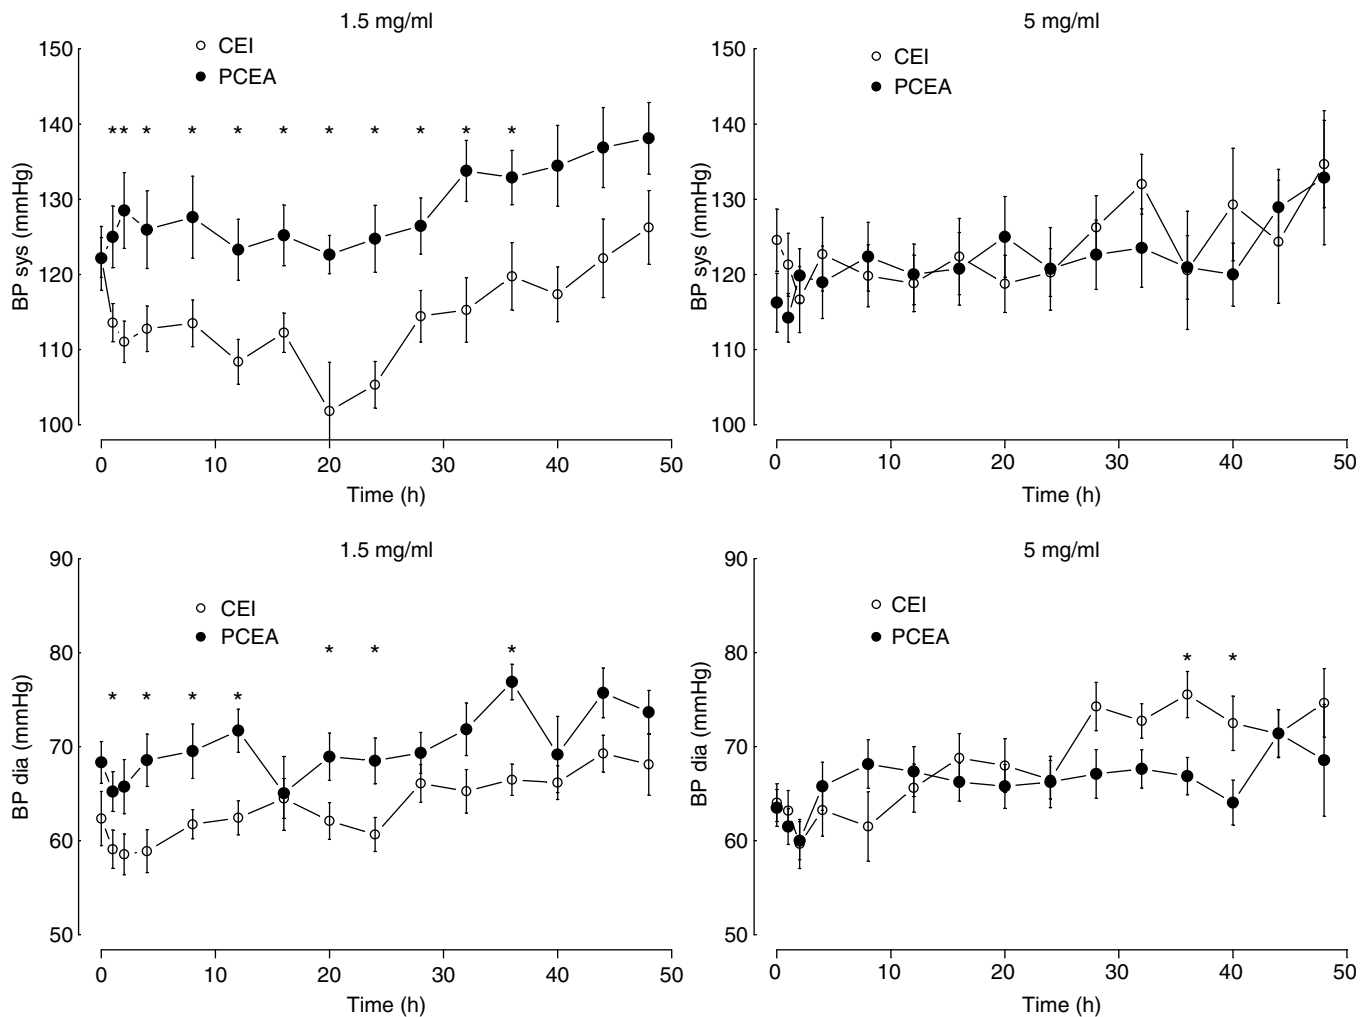 1.5 mg/ml
CEI
PCEA
150
140
130
120
110
100
BP sys (mmHg)
* * * * * * * * * * * *
0 10 20 30 40 50
Time (h)
5 mg/ml
CEI
PCEA
150
140
130
120
110
100
BP sys (mmHg)
0 10 20 30 40 50
Time (h)
1.5 mg/ml
CEI
PCEA
90
80
70
60
50
BP dia (mmHg)
* * *
* * * *
0 10 20 30 40 50
Time (h)
5 mg/ml
CEI
PCEA
90
80
70
60
50
BP dia (mmHg)
* *
0 10 20 30 40 50
Time (h)